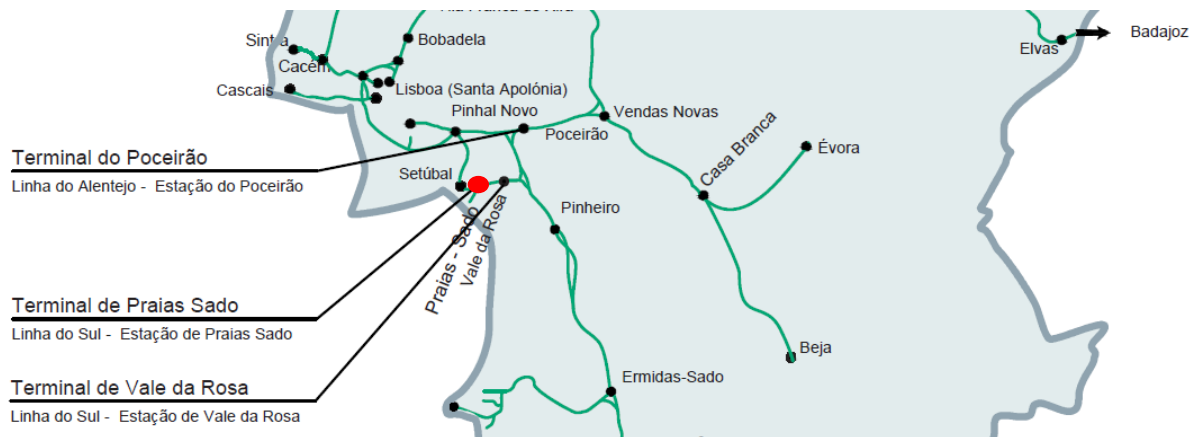 Sintra
Bobadela
Elvas
Badajoz
Cacém
Cascais
Lisboa (Santa Apolónia)
Pinhal Novo
Vendas Novas
Poceirão
Casa Branca
Évora
Terminal do Poceirão
Linha do Alentejo - Estação do Poceirão
Setúbal
Praias - Sado
Vale da Rosa
Pinheiro
Terminal de Praias Sado
Linha do Sul - Estação de Praias Sado
Beja
Terminal de Vale da Rosa
Linha do Sul - Estação de Vale da Rosa
Ermidas-Sado